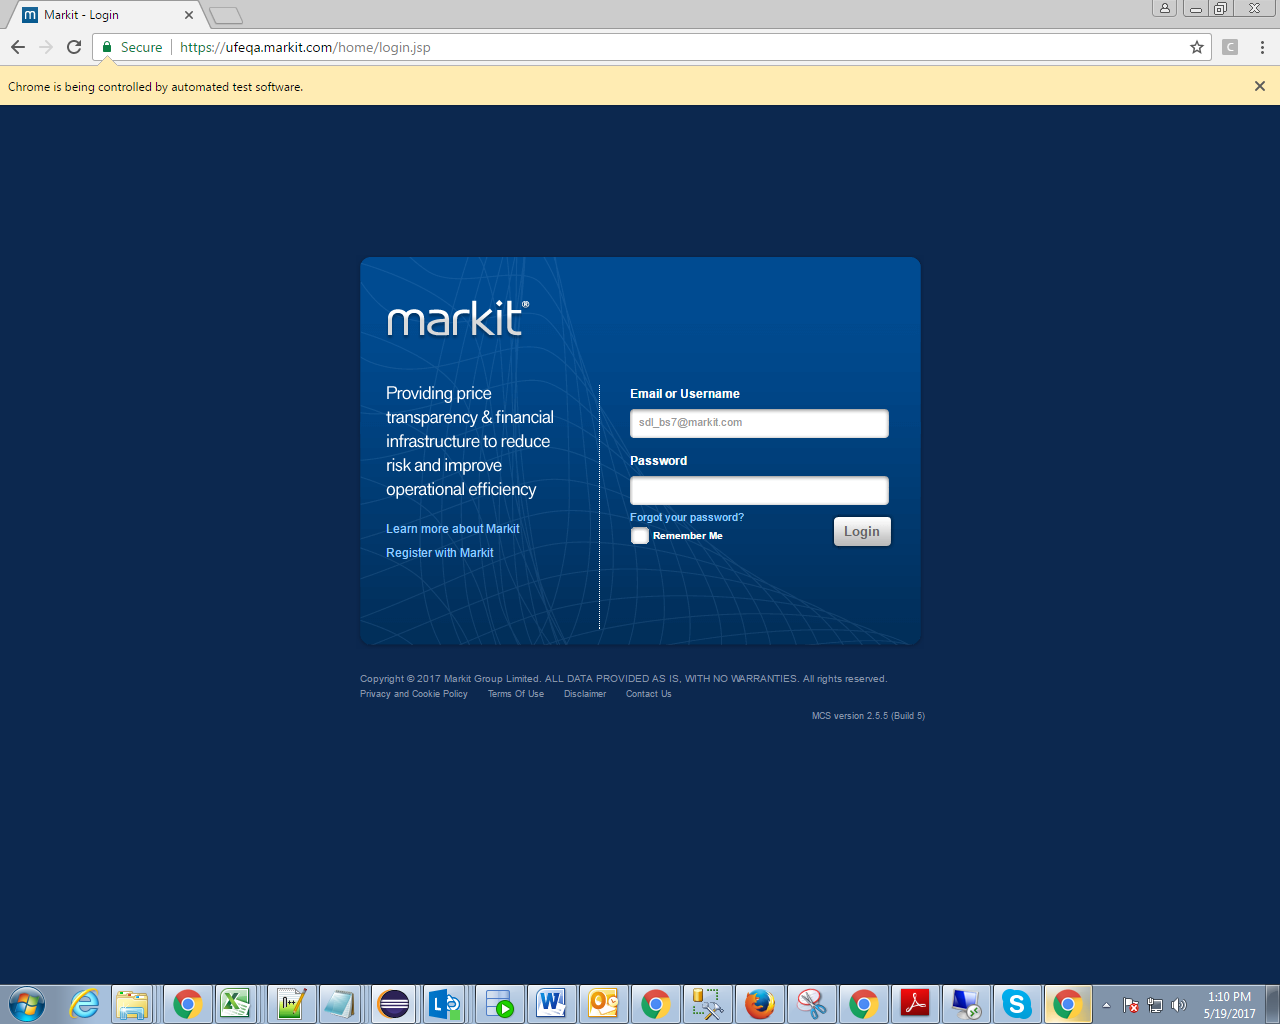 Markit - Login
Secure
https://ufeqa.markit.com/home/login.jsp
C
Chrome is being controlled by automated test software.
markit®
Providing price
transparency & financial
infrastructure to reduce
risk and improve
operational efficiency
Learn more about Markit
Register with Markit
Email or Username
sdl_bs7@markit.com
Password
Forgot your password?
Remember Me
Login
Copyright © 2017 Markit Group Limited. ALL DATA PROVIDED AS IS, WITH NO WARRANTIES. All rights reserved.
Privacy and Cookie Policy Terms Of Use Disclaimer Contact Us
MCS version 2.5.5 (Build 5)
1:10 PM
5/19/2017